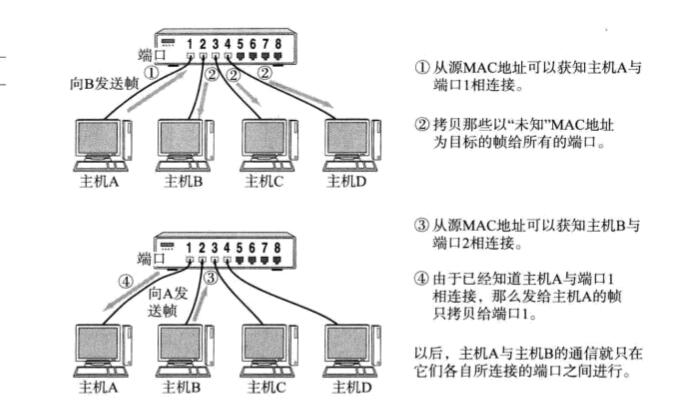 1 2 3 4 5 6 7 8
端口
①
②
②
②
向B发送帧
主机A
主机B
主机C
主机D
①从源MAC地址可以获知主机A与
端口1相连接。
②拷贝那些以“未知”MAC地址
为目标的帧给所有的端口。
1 2 3 4 5 6 7 8
端口
④
③
向A发
送帧
主机A
主机B
主机C
主机D
③从源MAC地址可以获知主机B与
端口2相连接。
④由于已经知道主机A与端口1
相连接，那么发给主机A的帧
只拷贝给端口1。
以后，主机A与主机B的通信就只在
它们各自所连接的端口之间进行。